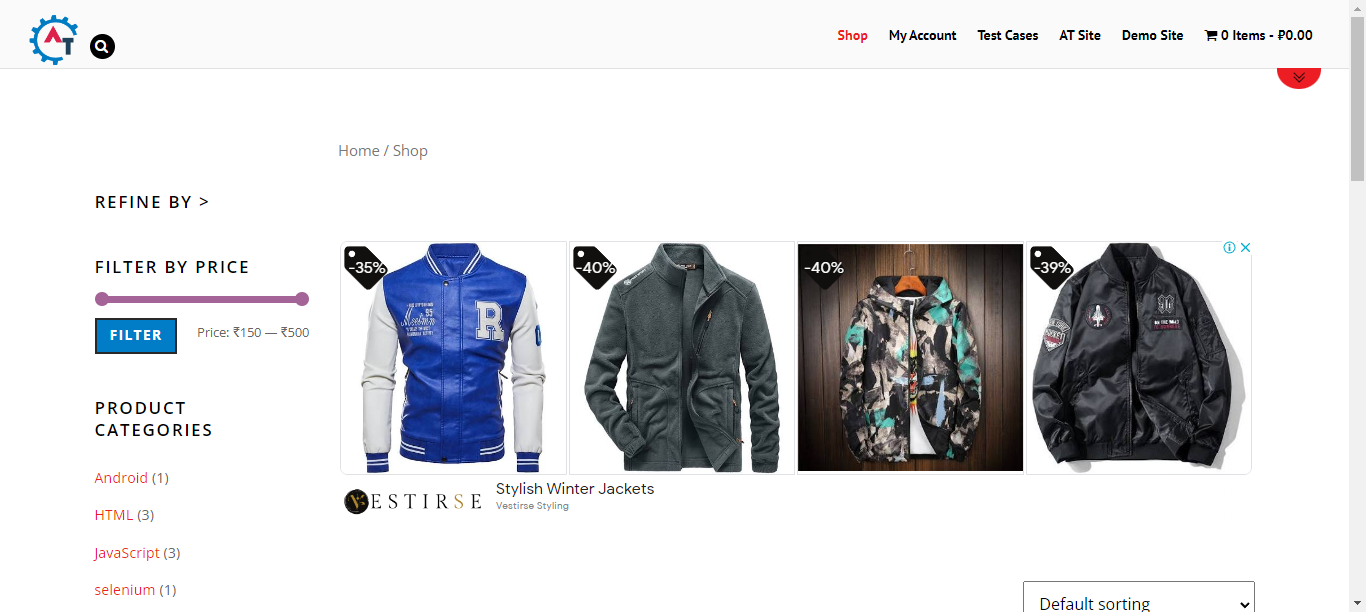 AT
Shop My Account Test Cases AT Site Demo Site 0 Items - ₽0.00
Home / Shop
REFINE BY >
FILTER BY PRICE
FILTER Price: ₹150 — ₹500
PRODUCT
CATEGORIES
Android (1)
HTML (3)
JavaScript (3)
selenium (1)
-35%
95
R
-40%
-40%
-39%
VESTIRSE
Stylish Winter Jackets
Vestirse Styling
Default sorting